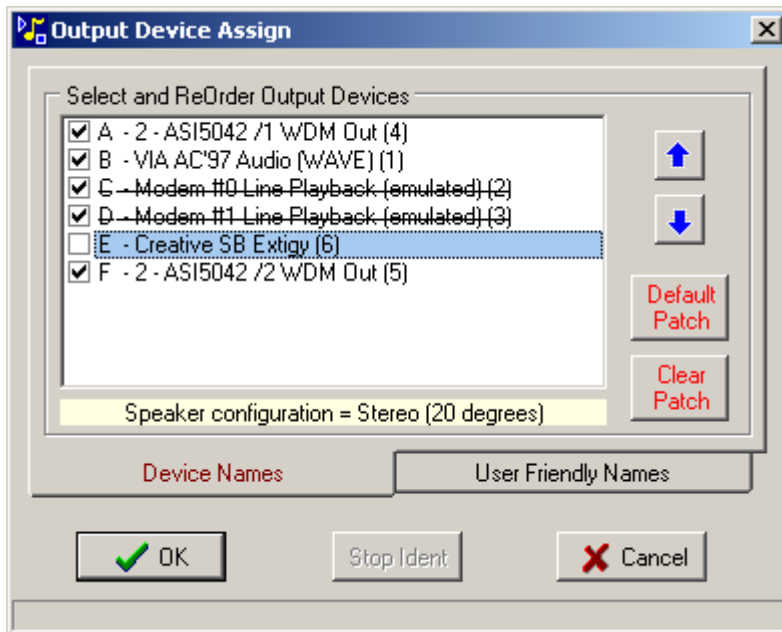 Output Device Assign
Select and ReOrder Output Devices
A - 2 - ASI5042 /1 WDM Out (4)
B - VIA AC'97 Audio (WAVE) (1)
C - Modem #0 Line Playback (emulated) (2)
D - Modem #1 Line Playback (emulated) (3)
E - Creative SB Extigy (6)
F - 2 - ASI5042 /2 WDM Out (5)
Default
Patch
Clear
Patch
Speaker configuration = Stereo (20 degrees)
Device Names
User Friendly Names
OK
Stop Ident
Cancel